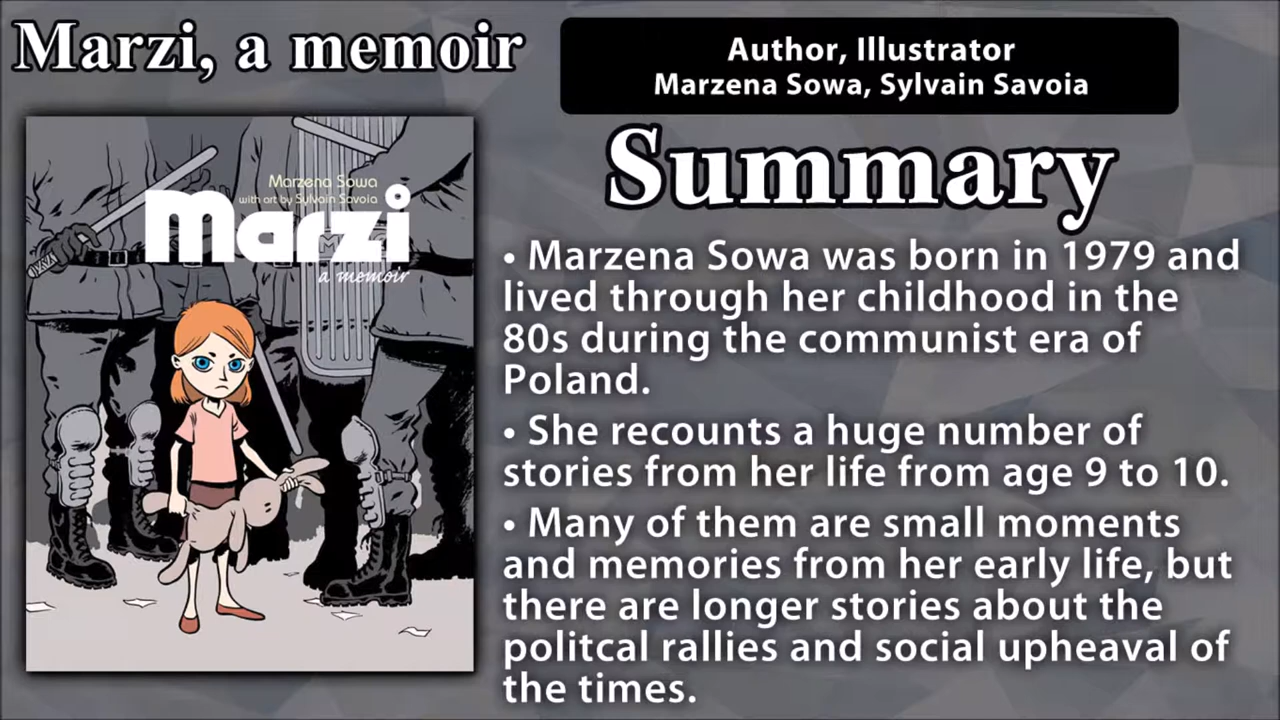 Marzi, a memoir
Author, Illustrator
Marzena Sowa, Sylvain Savoia
Marzena Sowa
with art by Sylvain Savoia
marzi
a memoir
Summary
• Marzena Sowa was born in 1979 and
lived through her childhood in the
80s during the communist era of
Poland.
• She recounts a huge number of
stories from her life from age 9 to 10.
• Many of them are small moments
and memories from her early life, but
there are longer stories about the
politcal rallies and social upheaval of
the times.